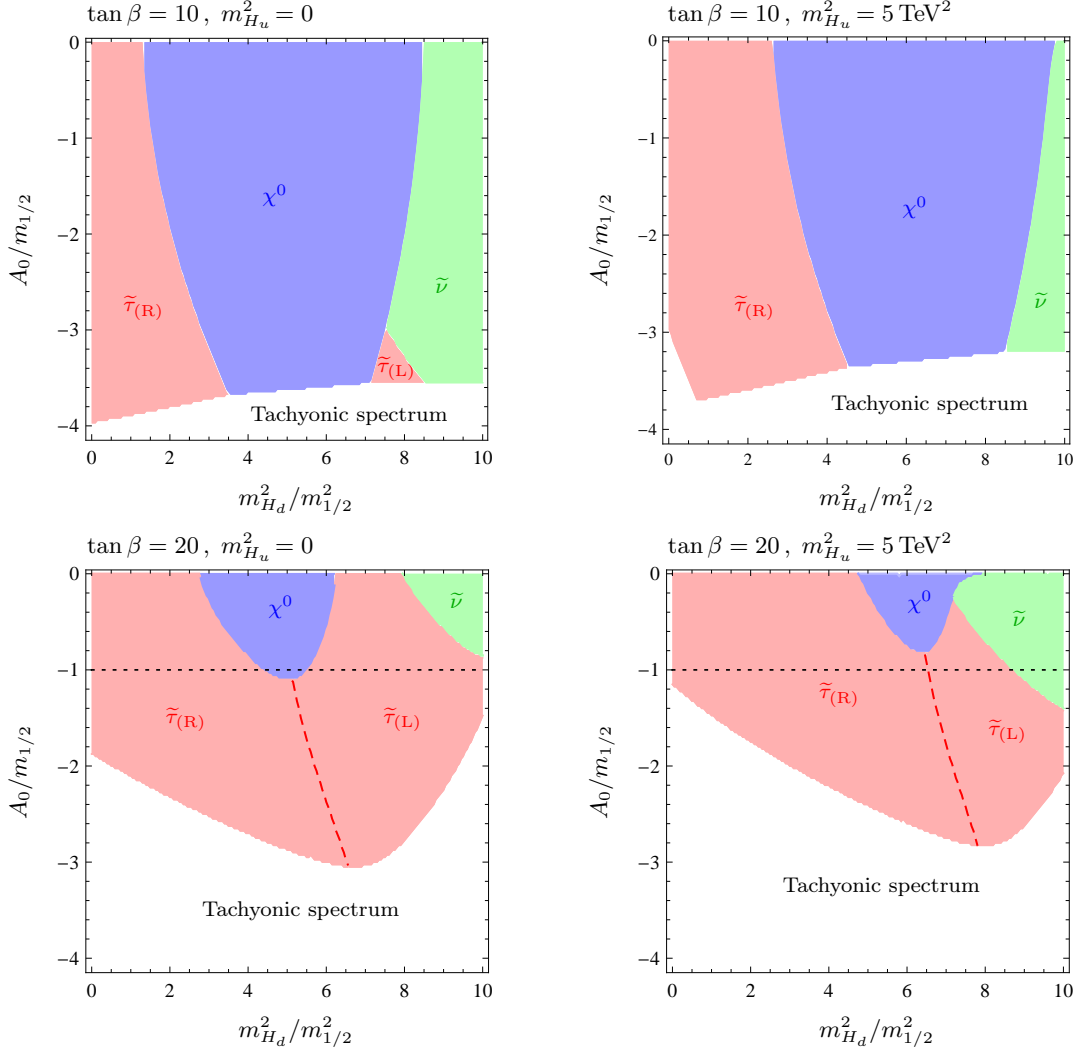 tan β = 10 , m²_{H_u} = 0
0
−1
−2
−3
−4
A₀/m_{1/2}
χ⁰
τ̃_(R)
ν̃
τ̃_(L)
Tachyonic spectrum
0 2 4 6 8 10
m²_{H_d}/m²_{1/2}
tan β = 10 , m²_{H_u} = 5 TeV²
0
−1
−2
−3
−4
A₀/m_{1/2}
χ⁰
τ̃_(R)
ν̃
Tachyonic spectrum
0 2 4 6 8 10
m²_{H_d}/m²_{1/2}
tan β = 20 , m²_{H_u} = 0
0
−1
−2
−3
−4
A₀/m_{1/2}
χ⁰
ν̃
τ̃_(R)
τ̃_(L)
Tachyonic spectrum
0 2 4 6 8 10
m²_{H_d}/m²_{1/2}
tan β = 20 , m²_{H_u} = 5 TeV²
0
−1
−2
−3
−4
A₀/m_{1/2}
χ⁰
ν̃
τ̃_(R)
τ̃_(L)
Tachyonic spectrum
0 2 4 6 8 10
m²_{H_d}/m²_{1/2}